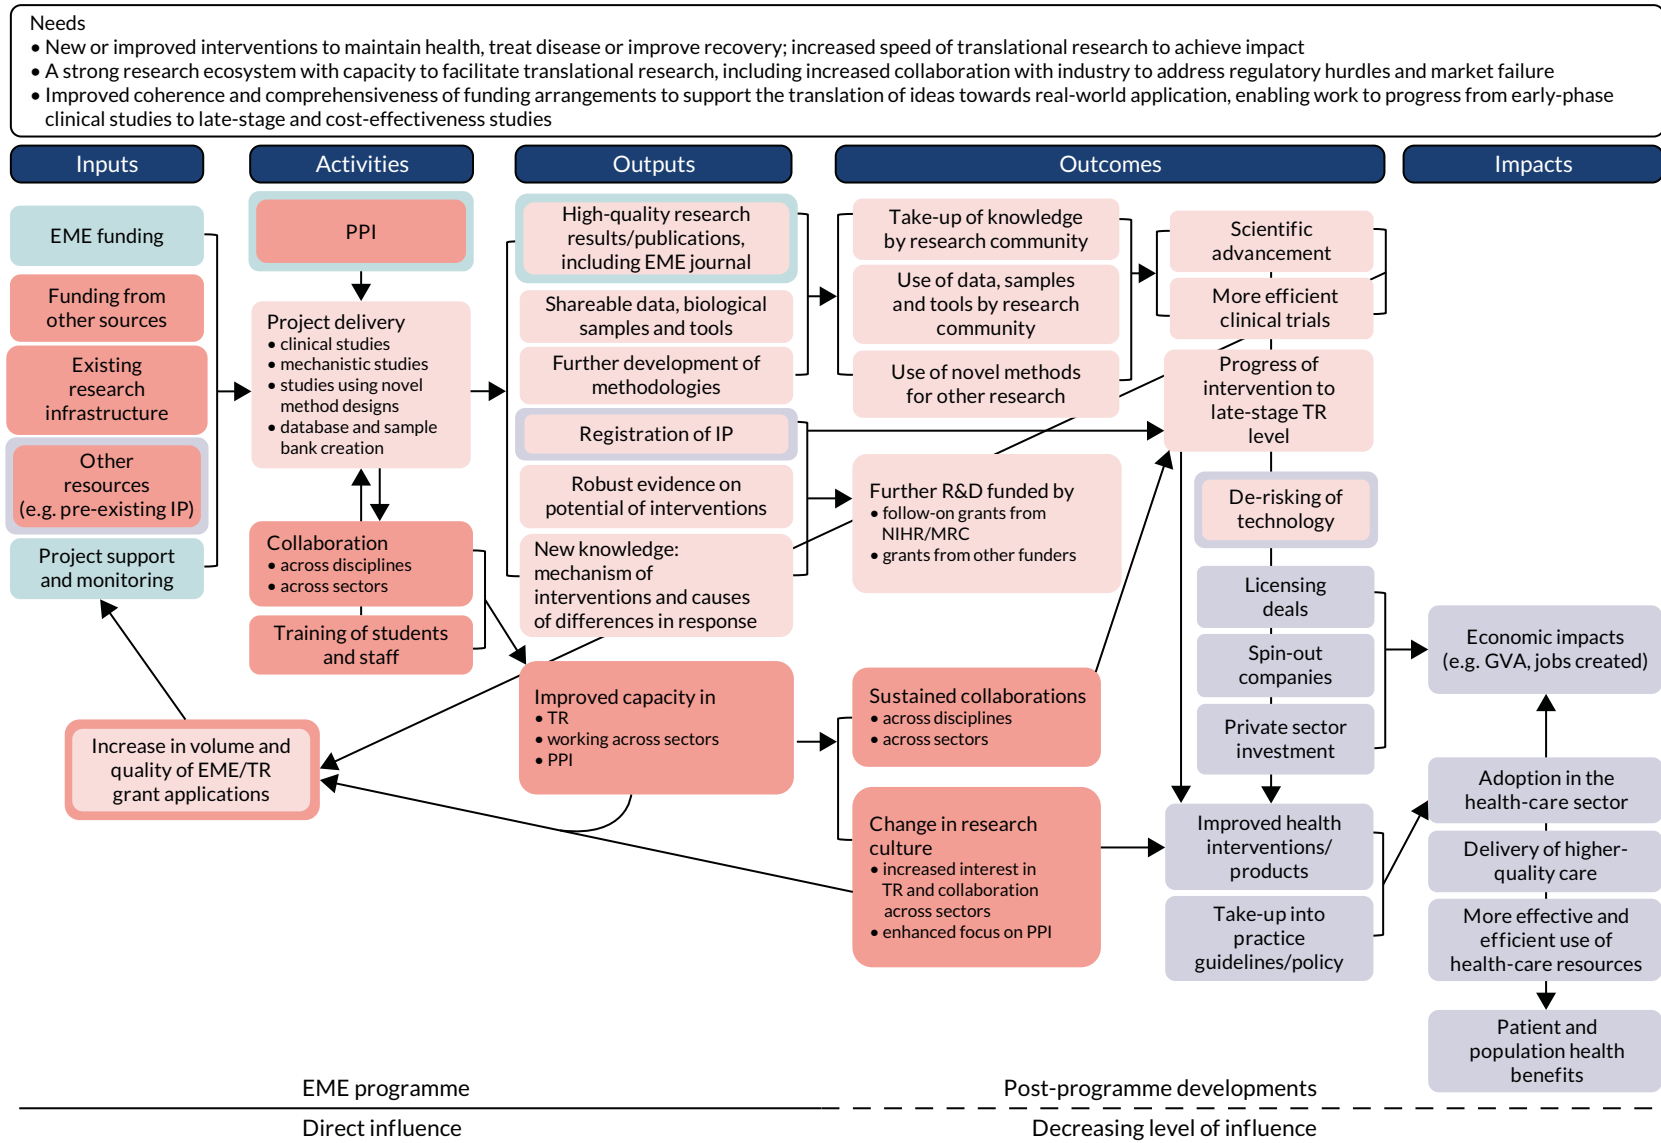 Needs
• New or improved interventions to maintain health, treat disease or improve recovery; increased speed of translational research to achieve impact
• A strong research ecosystem with capacity to facilitate translational research, including increased collaboration with industry to address regulatory hurdles and market failure
• Improved coherence and comprehensiveness of funding arrangements to support the translation of ideas towards real-world application, enabling work to progress from early-phase
clinical studies to late-stage and cost-effectiveness studies
Inputs
Activities
Outputs
Outcomes
Impacts
EME funding
Funding from
other sources
Existing
research
infrastructure
Other
resources
(e.g. pre-existing IP)
Project support
and monitoring
Increase in volume and
quality of EME/TR
grant applications
PPI
Project delivery
• clinical studies
• mechanistic studies
• studies using novel
method designs
• database and sample
bank creation
Collaboration
• across disciplines
• across sectors
Training of students
and staff
High-quality research
results/publications,
including EME journal
Shareable data, biological
samples and tools
Further development of
methodologies
Registration of IP
Robust evidence on
potential of interventions
New knowledge:
mechanism of
interventions and causes
of differences in response
Improved capacity in
• TR
• working across sectors
• PPI
Take-up of knowledge
by research community
Use of data, samples
and tools by research
community
Use of novel methods
for other research
Further R&D funded by
• follow-on grants from
NIHR/MRC
• grants from other funders
Sustained collaborations
• across disciplines
• across sectors
Change in research
culture
• increased interest in
TR and collaboration
across sectors
• enhanced focus on PPI
Scientific
advancement
More efficient
clinical trials
Progress of
intervention to
late-stage TR
level
De-risking of
technology
Licensing
deals
Spin-out
companies
Private sector
investment
Improved health
interventions/
products
Take-up into
practice
guidelines/policy
Economic impacts
(e.g. GVA, jobs created)
Adoption in the
health-care sector
Delivery of higher-
quality care
More effective and
efficient use of
health-care resources
Patient and
population health
benefits
EME programme
Post-programme developments
Direct influence
Decreasing level of influence